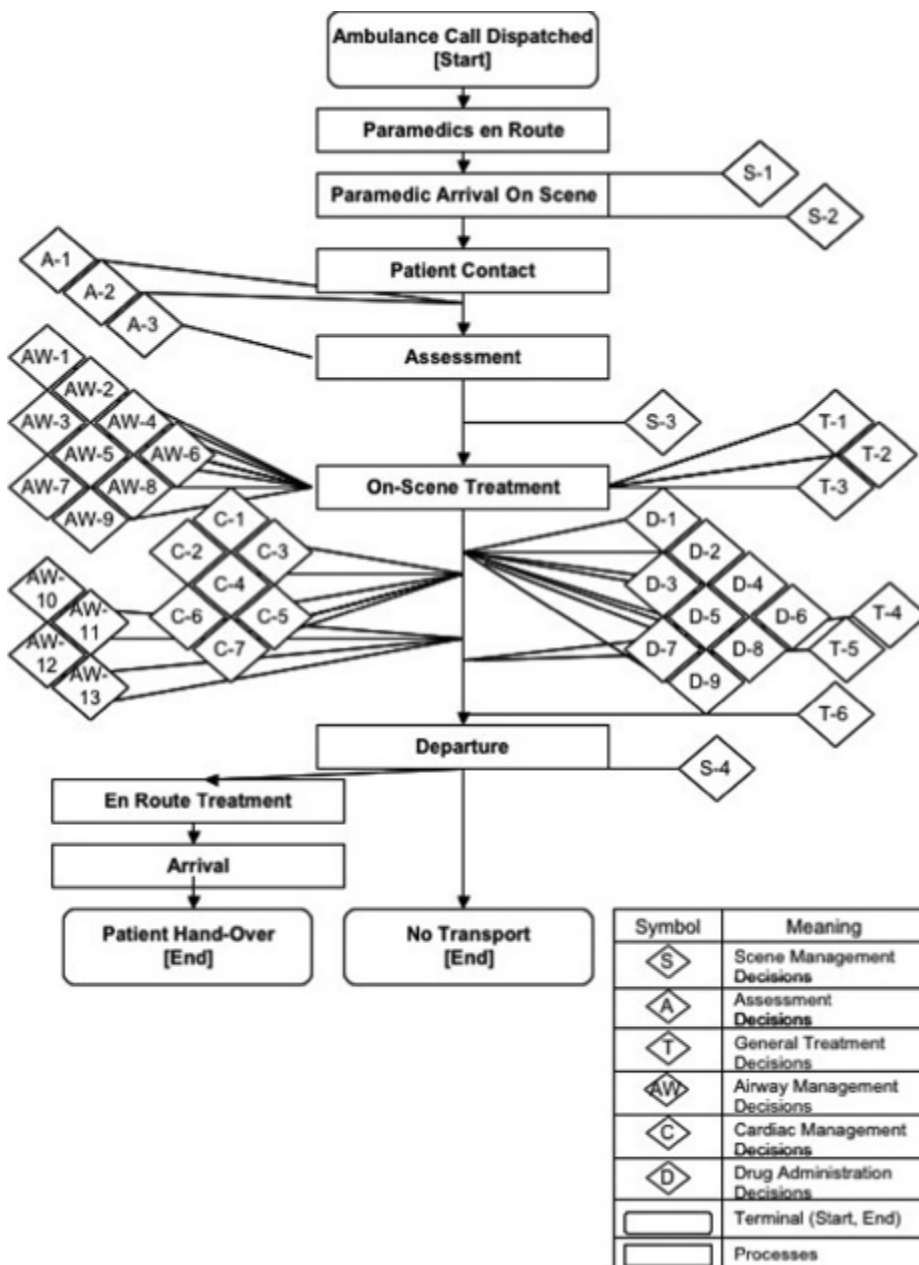 Ambulance Call Dispatched
[Start]
Paramedics en Route
Paramedic Arrival On Scene
S-1
S-2
Patient Contact
A-1
A-2
A-3
Assessment
AW-1
AW-2
AW-3
AW-4
AW-5
AW-6
AW-7
AW-8
AW-9
S-3
T-1
T-2
T-3
On-Scene Treatment
C-1
C-2
C-3
C-4
C-5
C-6
C-7
D-1
D-2
D-3
D-4
D-5
D-6
D-7
D-8
D-9
T-4
T-5
AW-
10
AW-
11
AW-
12
AW-
13
T-6
Departure
S-4
En Route Treatment
Arrival
Patient Hand-Over
[End]
No Transport
[End]
Symbol Meaning
S Scene Management
Decisions
A Assessment
Decisions
T General Treatment
Decisions
AW Airway Management
Decisions
C Cardiac Management
Decisions
D Drug Administration
Decisions
Terminal (Start, End)
Processes